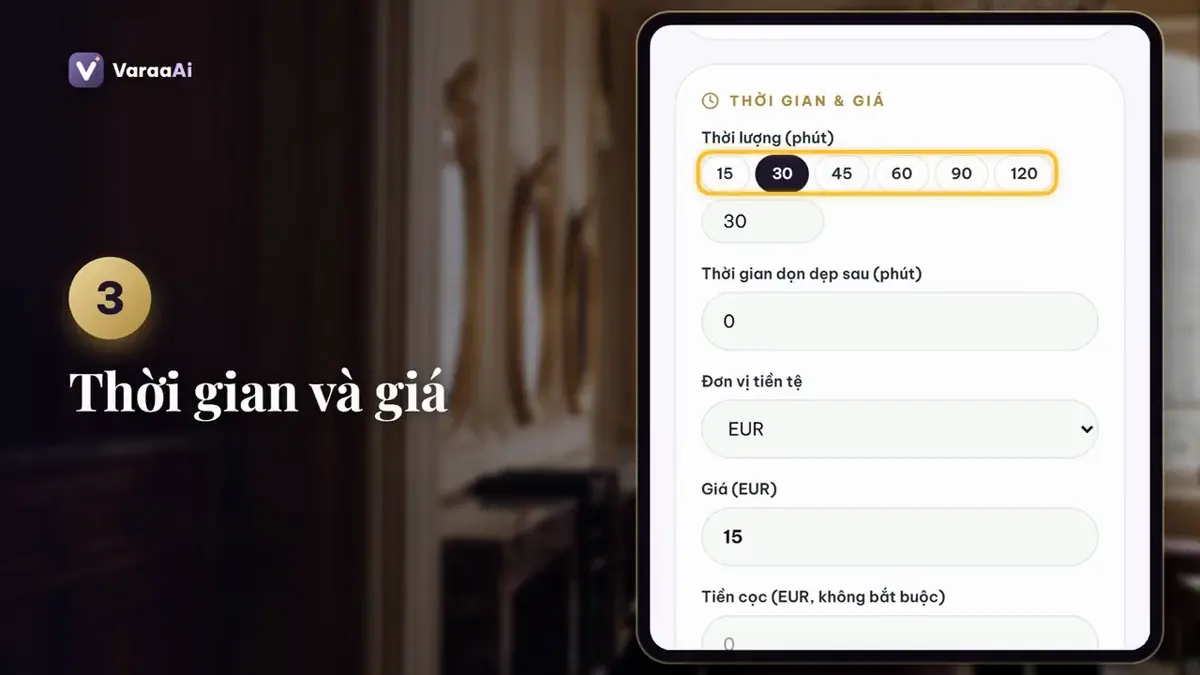 VaraaAi
3
Thời gian và giá
THỜI GIAN & GIÁ
Thời lượng (phút)
15 30 45 60 90 120
30
Thời gian dọn dẹp sau (phút)
0
Đơn vị tiền tệ
EUR
Giá (EUR)
15
Tiền cọc (EUR, không bắt buộc)
0